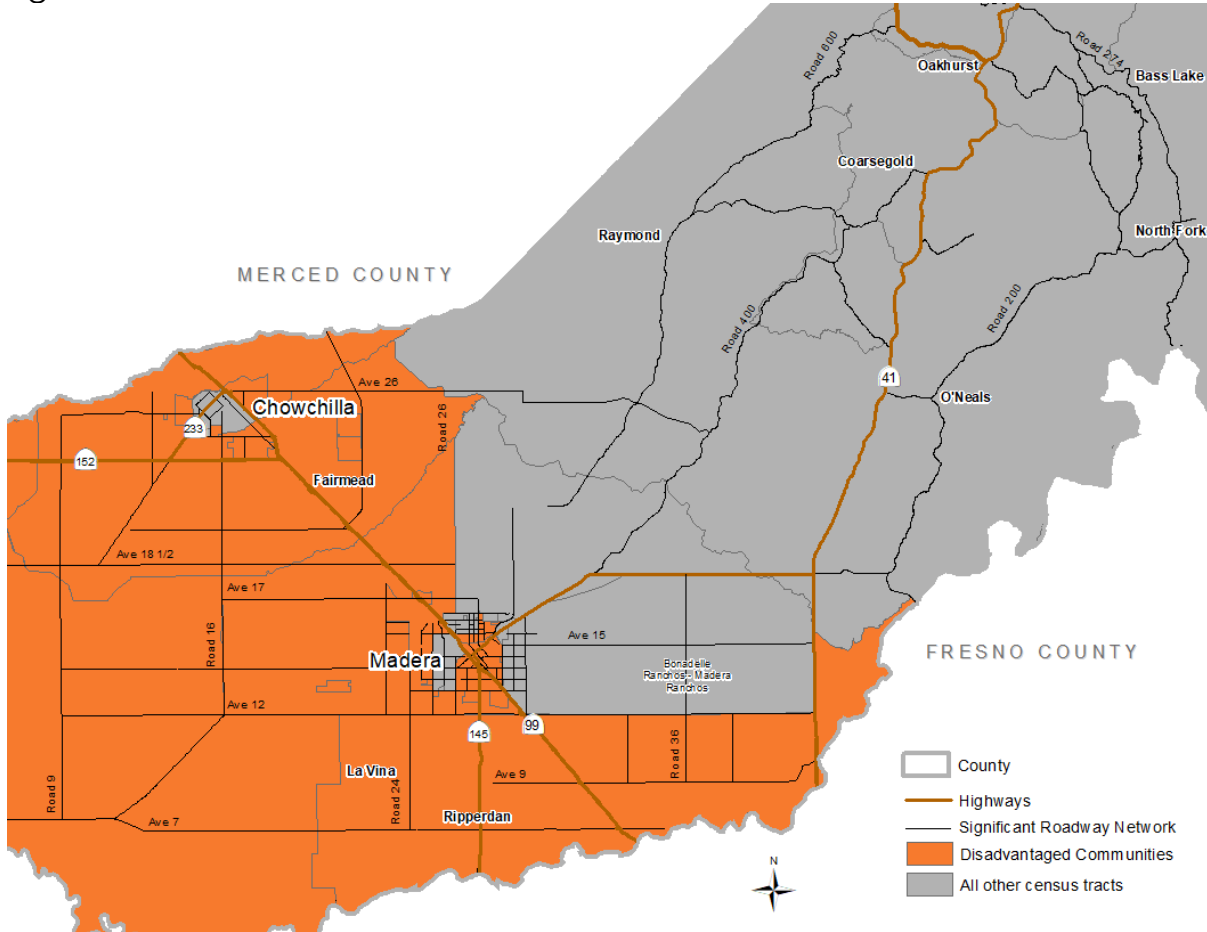 Road 600
Oakhurst
Road 274
Bass Lake
Coarsegold
Raymond
North Fork
MERCED COUNTY
Road 400
Road 200
41
O'Neals
Ave 26
Chowchilla
Road 26
233
152
Fairmead
Ave 18 1/2
Ave 17
Road 16
Ave 15
Madera
Bonadelle
Ranchos - Madera
Ranchos
FRESNO COUNTY
Ave 12
99
145
Road 36
La Vina
Road 24
Ave 9
Road 9
Ripperdan
Ave 7
County
Highways
Significant Roadway Network
Disadvantaged Communities
All other census tracts
N